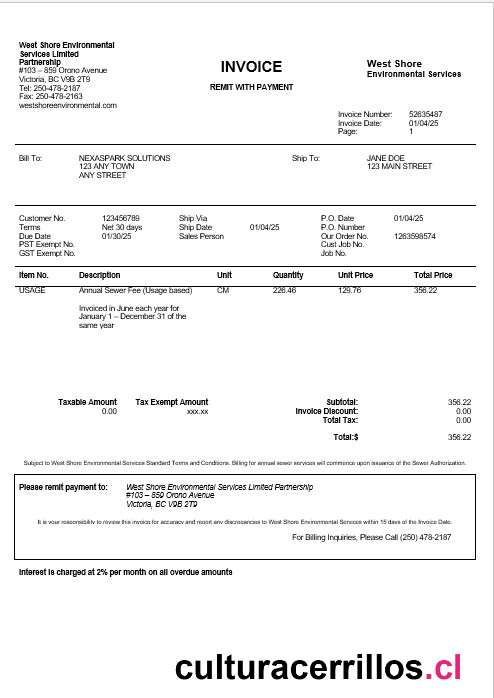 West Shore Environmental
Services Limited
Partnership
#103 – 859 Orono Avenue
Victoria, BC V9B 2T9
Tel: 250-478-2187
Fax: 250-478-2163
westshoreenvironmental.com
INVOICE
REMIT WITH PAYMENT
West Shore
Environmental Services
Invoice Number: 52635487
Invoice Date: 01/04/25
Page: 1
Bill To: NEXASPARK SOLUTIONS
123 ANY TOWN
ANY STREET
Ship To: JANE DOE
123 MAIN STREET
Customer No. 123456789 Ship Via P.O. Date 01/04/25
Terms Net 30 days Ship Date 01/04/25 P.O. Number
Due Date 01/30/25 Sales Person Our Order No. 1263598574
PST Exempt No. Cust Job No.
GST Exempt No. Job No.
Item No. Description Unit Quantity Unit Price Total Price
USAGE Annual Sewer Fee (Usage based) CM 226.46 129.76 356.22
Invoiced in June each year for
January 1 – December 31 of the
same year
Taxable Amount Tax Exempt Amount Subtotal: 356.22
0.00 xxx.xx Invoice Discount: 0.00
Total Tax: 0.00
Total:$ 356.22
Subject to West Shore Environmental Services Standard Terms and Conditions. Billing for annual sewer services will commence upon issuance of the Sewer Authorization.
Please remit payment to: West Shore Environmental Services Limited Partnership
#103 – 859 Orono Avenue
Victoria, BC V9B 2T9
It is your responsibility to review this invoice for accuracy and report any discrepancies to West Shore Environmental Services within 15 days of the Invoice Date.
For Billing Inquiries, Please Call (250) 478-2187
Interest is charged at 2% per month on all overdue amounts
culturacerrillos.cl